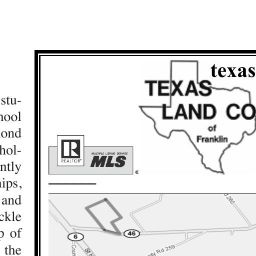 stu-
hool
ond
hol-
ntly
hips,
and
ckle
p of
the
texas
TEXAS
LAND CO
of
Franklin
R
REALTOR®
MLS
6
46